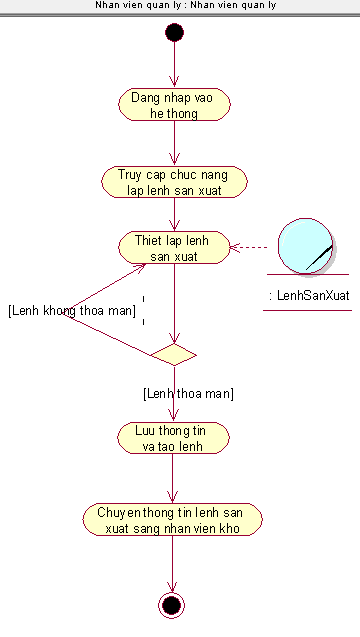 Nhan vien quan ly : Nhan vien quan ly
Dang nhap vao
he thong
Truy cap chuc nang
lap lenh san xuat
Thiet lap lenh
san xuat
: LenhSanXuat
[Lenh khong thoa man]
[Lenh thoa man]
Luu thong tin
va tao lenh
Chuyen thong tin lenh san
xuat sang nhan vien kho